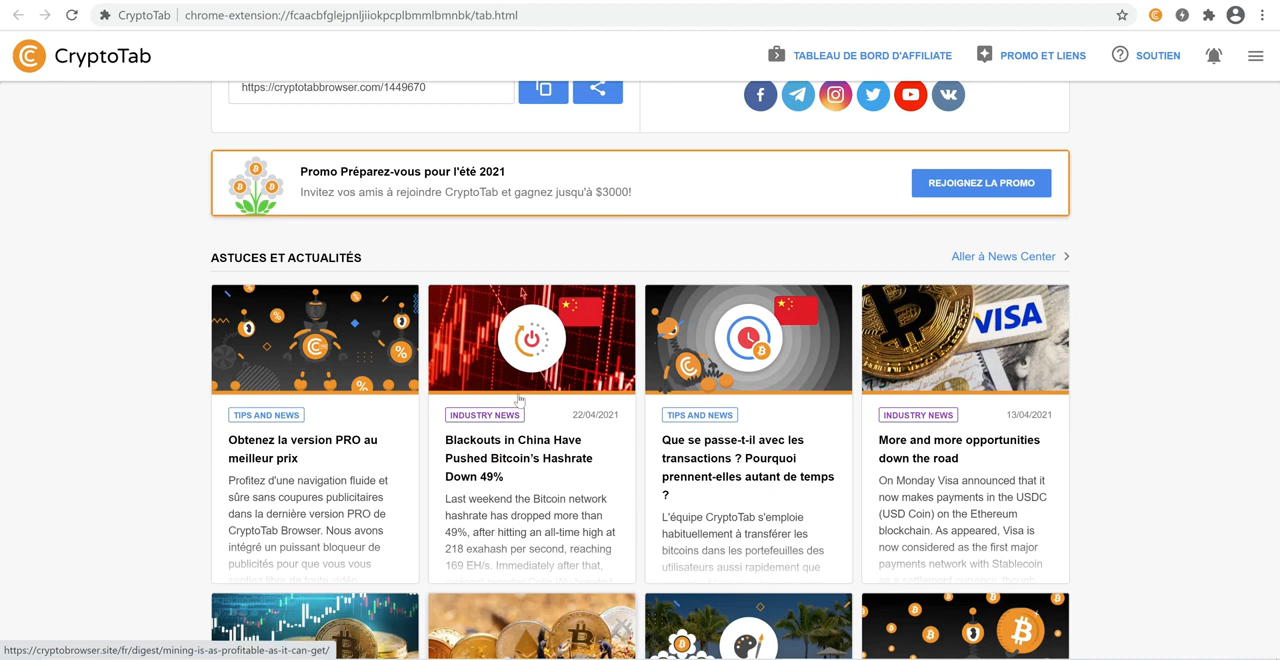 CryptoTab
chrome-extension://fcaacbfglejpnljiiokpcplbmmlbmnbk/tab.html
CryptoTab
TABLEAU DE BORD D'AFFILIATE
PROMO ET LIENS
SOUTIEN
https://cryptotabbrowser.com/1449670
Promo Préparez-vous pour l'été 2021
Invitez vos amis à rejoindre CryptoTab et gagnez jusqu'à $3000!
REJOIGNEZ LA PROMO
ASTUCES ET ACTUALITÉS
Aller à News Center
TIPS AND NEWS
Obtenez la version PRO au
meilleur prix
Profitez d'une navigation fluide et
sûre sans coupures publicitaires
dans la dernière version PRO de
CryptoTab Browser. Nous avons
intégré un puissant bloqueur de
publicités pour que vous vous
INDUSTRY NEWS
22/04/2021
Blackouts in China Have
Pushed Bitcoin's Hashrate
Down 49%
Last weekend the Bitcoin network
hashrate has dropped more than
49%, after hitting an all-time high at
218 exahash per second, reaching
169 EH/s. Immediately after that,
TIPS AND NEWS
Que se passe-t-il avec les
transactions ? Pourquoi
prennent-elles autant de temps
?
L'équipe CryptoTab s'emploie
habituellement à transférer les
bitcoins dans les portefeuilles des
utilisateurs aussi rapidement que
VISA
INDUSTRY NEWS
13/04/2021
More and more opportunities
down the road
On Monday Visa announced that it
now makes payments in the USDC
(USD Coin) on the Ethereum
blockchain. As appeared, Visa is
now considered as the first major
payments network with Stablecoin
as a settlement currency, though
https://cryptobrowser.site/fr/digest/mining-is-as-profitable-as-it-can-get/